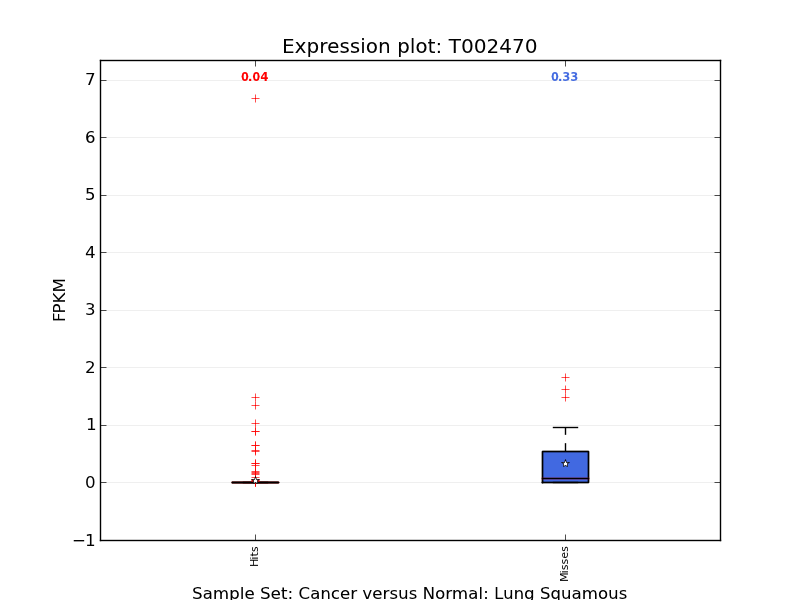 Expression plot: T002470
0.04
0.33
7
6
5
4
3
2
1
0
−1
FPKM
Hits
Misses
Sample Set: Cancer versus Normal: Lung Squamous